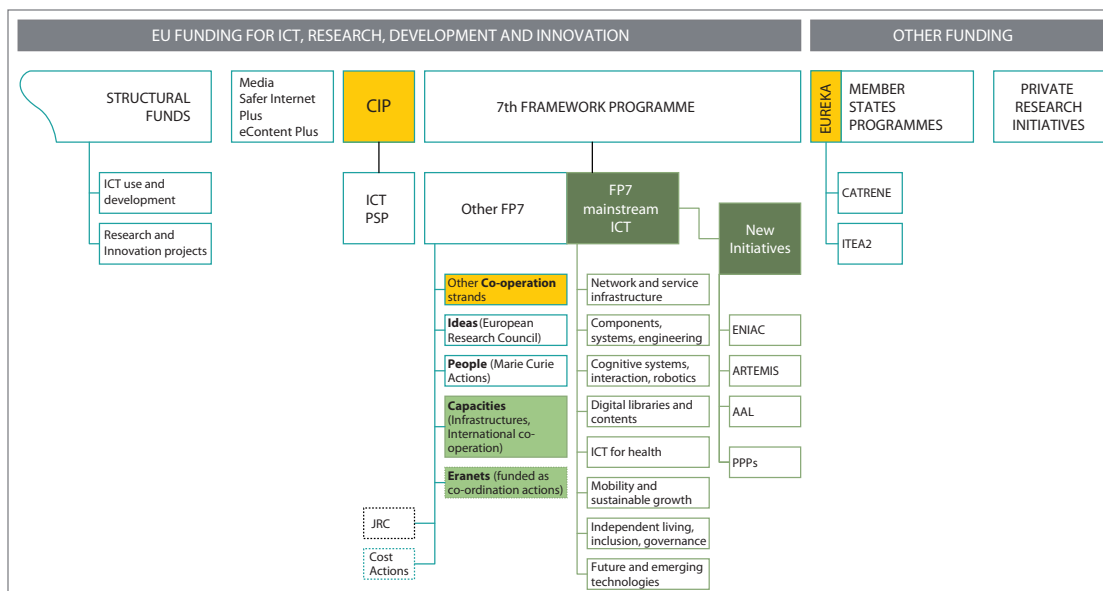 EU FUNDING FOR ICT, RESEARCH, DEVELOPMENT AND INNOVATION
OTHER FUNDING
STRUCTURAL
FUNDS
Media
Safer Internet
Plus
eContent Plus
CIP
7th FRAMEWORK PROGRAMME
EUREKA
MEMBER
STATES
PROGRAMMES
PRIVATE
RESEARCH
INITIATIVES
ICT use and
development
Research and
Innovation projects
ICT
PSP
Other FP7
FP7
mainstream
ICT
New
Initiatives
CATRENE
ITEA2
Other Co-operation
strands
Ideas (European
Research Council)
People (Marie Curie
Actions)
Capacities
(Infrastructures,
International co-
operation)
Eranets (funded as
co-ordination actions)
JRC
Cost
Actions
Network and service
infrastructure
Components,
systems, engineering
Cognitive systems,
interaction, robotics
Digital libraries and
contents
ICT for health
Mobility and
sustainable growth
Independent living,
inclusion, governance
Future and emerging
technologies
ENIAC
ARTEMIS
AAL
PPPs